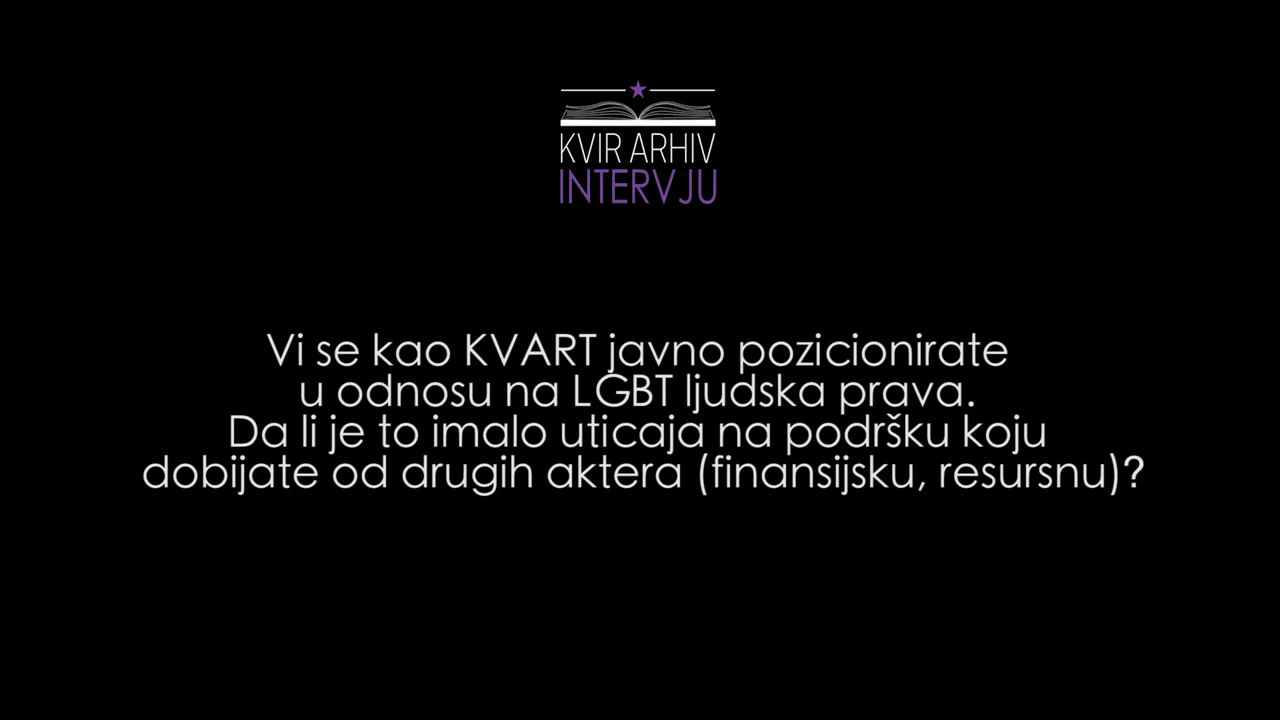 KVIR ARHIV
INTERVJU
Vi se kao KVART javno pozicionirate
u odnosu na LGBT ljudska prava.
Da li je to imalo uticaja na podršku koju
dobijate od drugih aktera (finansijsku, resursnu)?